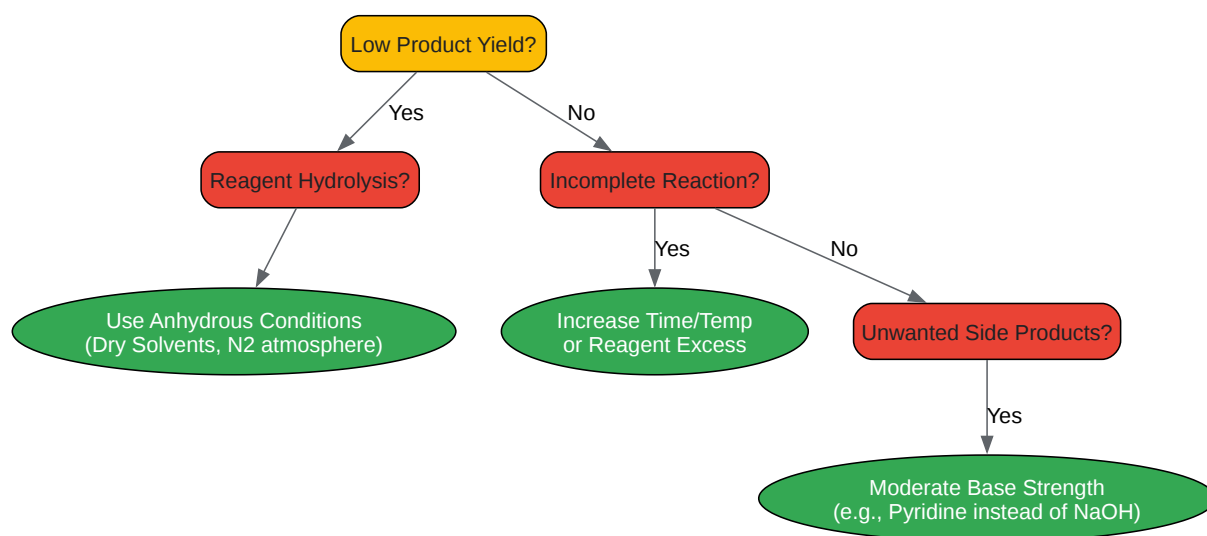 Low Product Yield?
Yes
No
Reagent Hydrolysis?
Incomplete Reaction?
Yes
No
Use Anhydrous Conditions
(Dry Solvents, N2 atmosphere)
Increase Time/Temp
or Reagent Excess
Unwanted Side Products?
Yes
Moderate Base Strength
(e.g., Pyridine instead of NaOH)